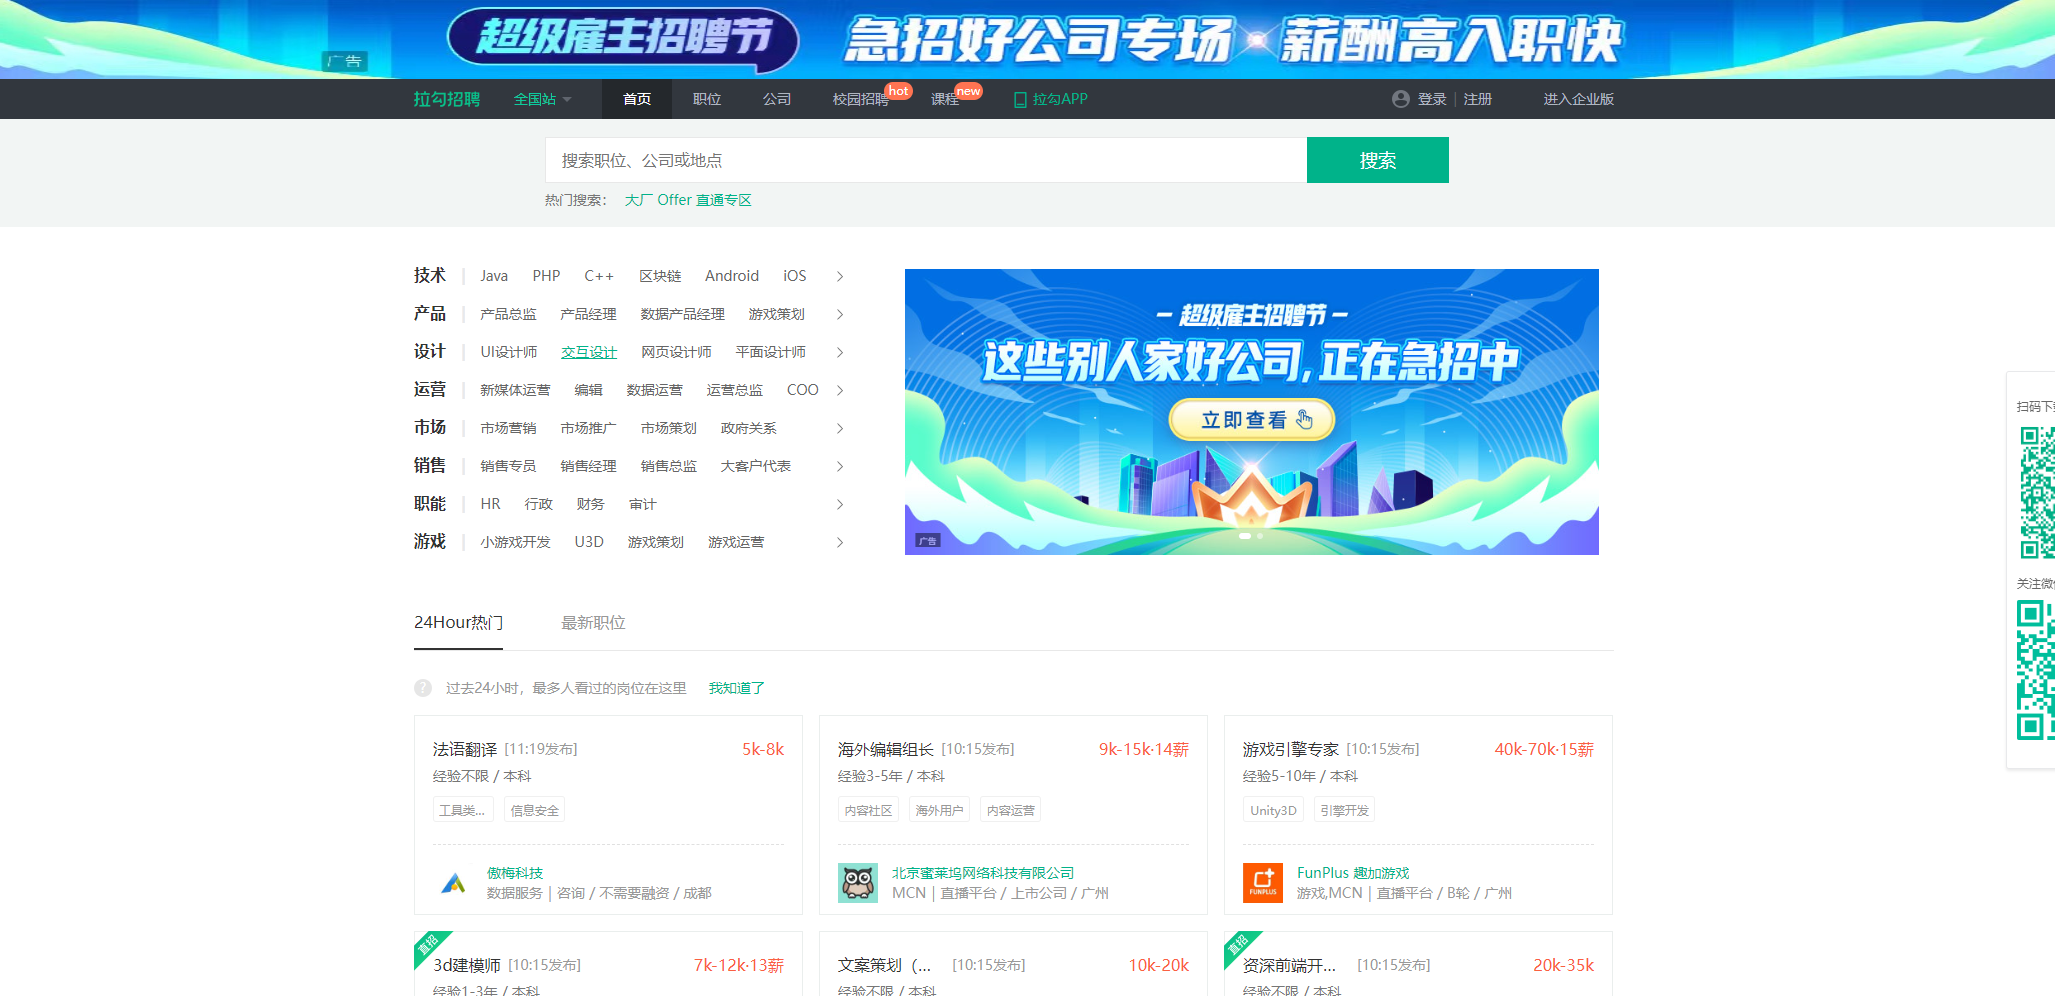 超级雇主招聘节 急招好公司专场 薪酬高入职快
广告
拉勾招聘 全国站 首页 职位 公司 校园招聘 hot 课程 new 拉勾APP 登录 | 注册 进入企业版
搜索职位、公司或地点 搜索
热门搜索： 大厂 Offer 直通专区
技术 | Java PHP C++ 区块链 Android iOS
产品 | 产品总监 产品经理 数据产品经理 游戏策划
设计 | UI设计师 交互设计 网页设计师 平面设计师
运营 | 新媒体运营 编辑 数据运营 运营总监 COO
市场 | 市场营销 市场推广 市场策划 政府关系
销售 | 销售专员 销售经理 销售总监 大客户代表
职能 | HR 行政 财务 审计
游戏 | 小游戏开发 U3D 游戏策划 游戏运营
超级雇主招聘节
这些别人家好公司,正在急招中
立即查看
广告
扫码下
关注微
24Hour热门 最新职位
? 过去24小时，最多人看过的岗位在这里 我知道了
法语翻译 [11:19发布] 5k-8k
经验不限 / 本科
工具类... 信息安全
傲梅科技
数据服务｜咨询 / 不需要融资 / 成都
海外编辑组长 [10:15发布] 9k-15k·14薪
经验3-5年 / 本科
内容社区 海外用户 内容运营
北京蜜莱坞网络科技有限公司
MCN｜直播平台 / 上市公司 / 广州
游戏引擎专家 [10:15发布] 40k-70k·15薪
经验5-10年 / 本科
Unity3D 引擎开发
FUNPLUS
FunPlus 趣加游戏
游戏,MCN｜直播平台 / B轮 / 广州
直招
3d建模师 [10:15发布] 7k-12k·13薪
经验1-3年 / 本科
文案策划（... [10:15发布] 10k-20k
经验不限 / 本科
直招
资深前端开... [10:15发布] 20k-35k
经验不限 / 本科